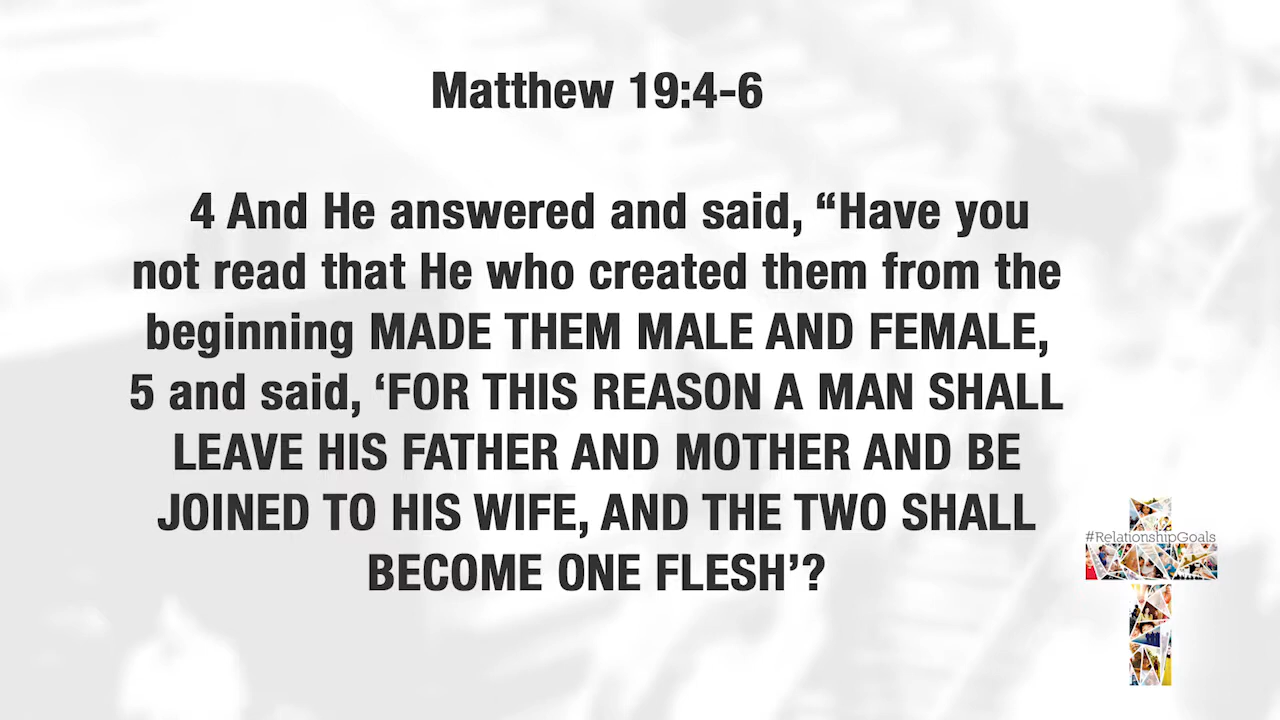 Matthew 19:4-6
4 And He answered and said, “Have you
not read that He who created them from the
beginning MADE THEM MALE AND FEMALE,
5 and said, ‘FOR THIS REASON A MAN SHALL
LEAVE HIS FATHER AND MOTHER AND BE
JOINED TO HIS WIFE, AND THE TWO SHALL
BECOME ONE FLESH’?
#RelationshipGoals